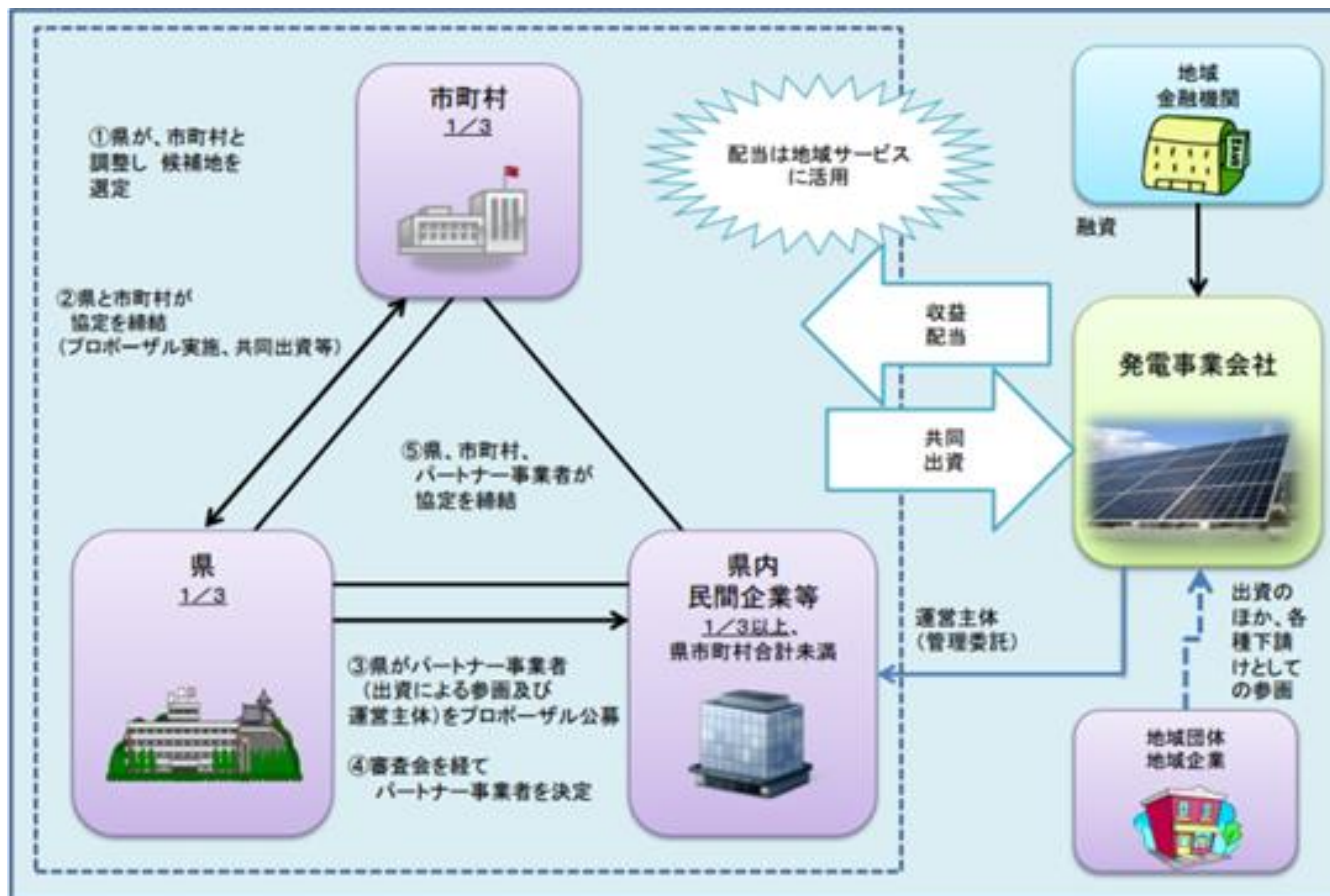 市町村
1/3
①県が、市町村と
調整し 候補地を
選定
②県と市町村が
協定を締結
(プロポーザル実施、共同出資等)
⑤県、市町村、
パートナー事業者が
協定を締結
県
1/3
県内
民間企業等
1/3以上、
県市町村合計未満
③県がパートナー事業者
(出資による参画及び
運営主体)をプロポーザル公募
④審査会を経て
パートナー事業者を決定
配当は地域サービス
に活用
収益
配当
共同
出資
地域
金融機関
BANK
融資
発電事業会社
運営主体
(管理委託)
出資の
ほか、各
種下請
けとして
の参画
地域団体
地域企業